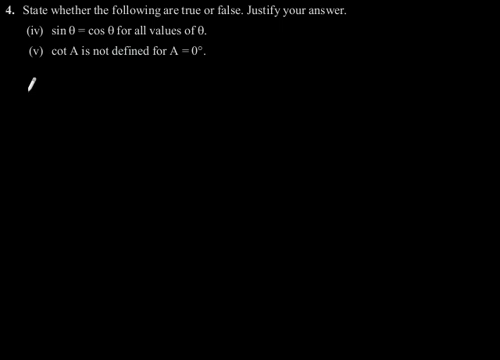 4. State whether the following are true or false. Justify your answer.
(iv) sin θ = cos θ for all values of θ.
(v) cot A is not defined for A = 0°.